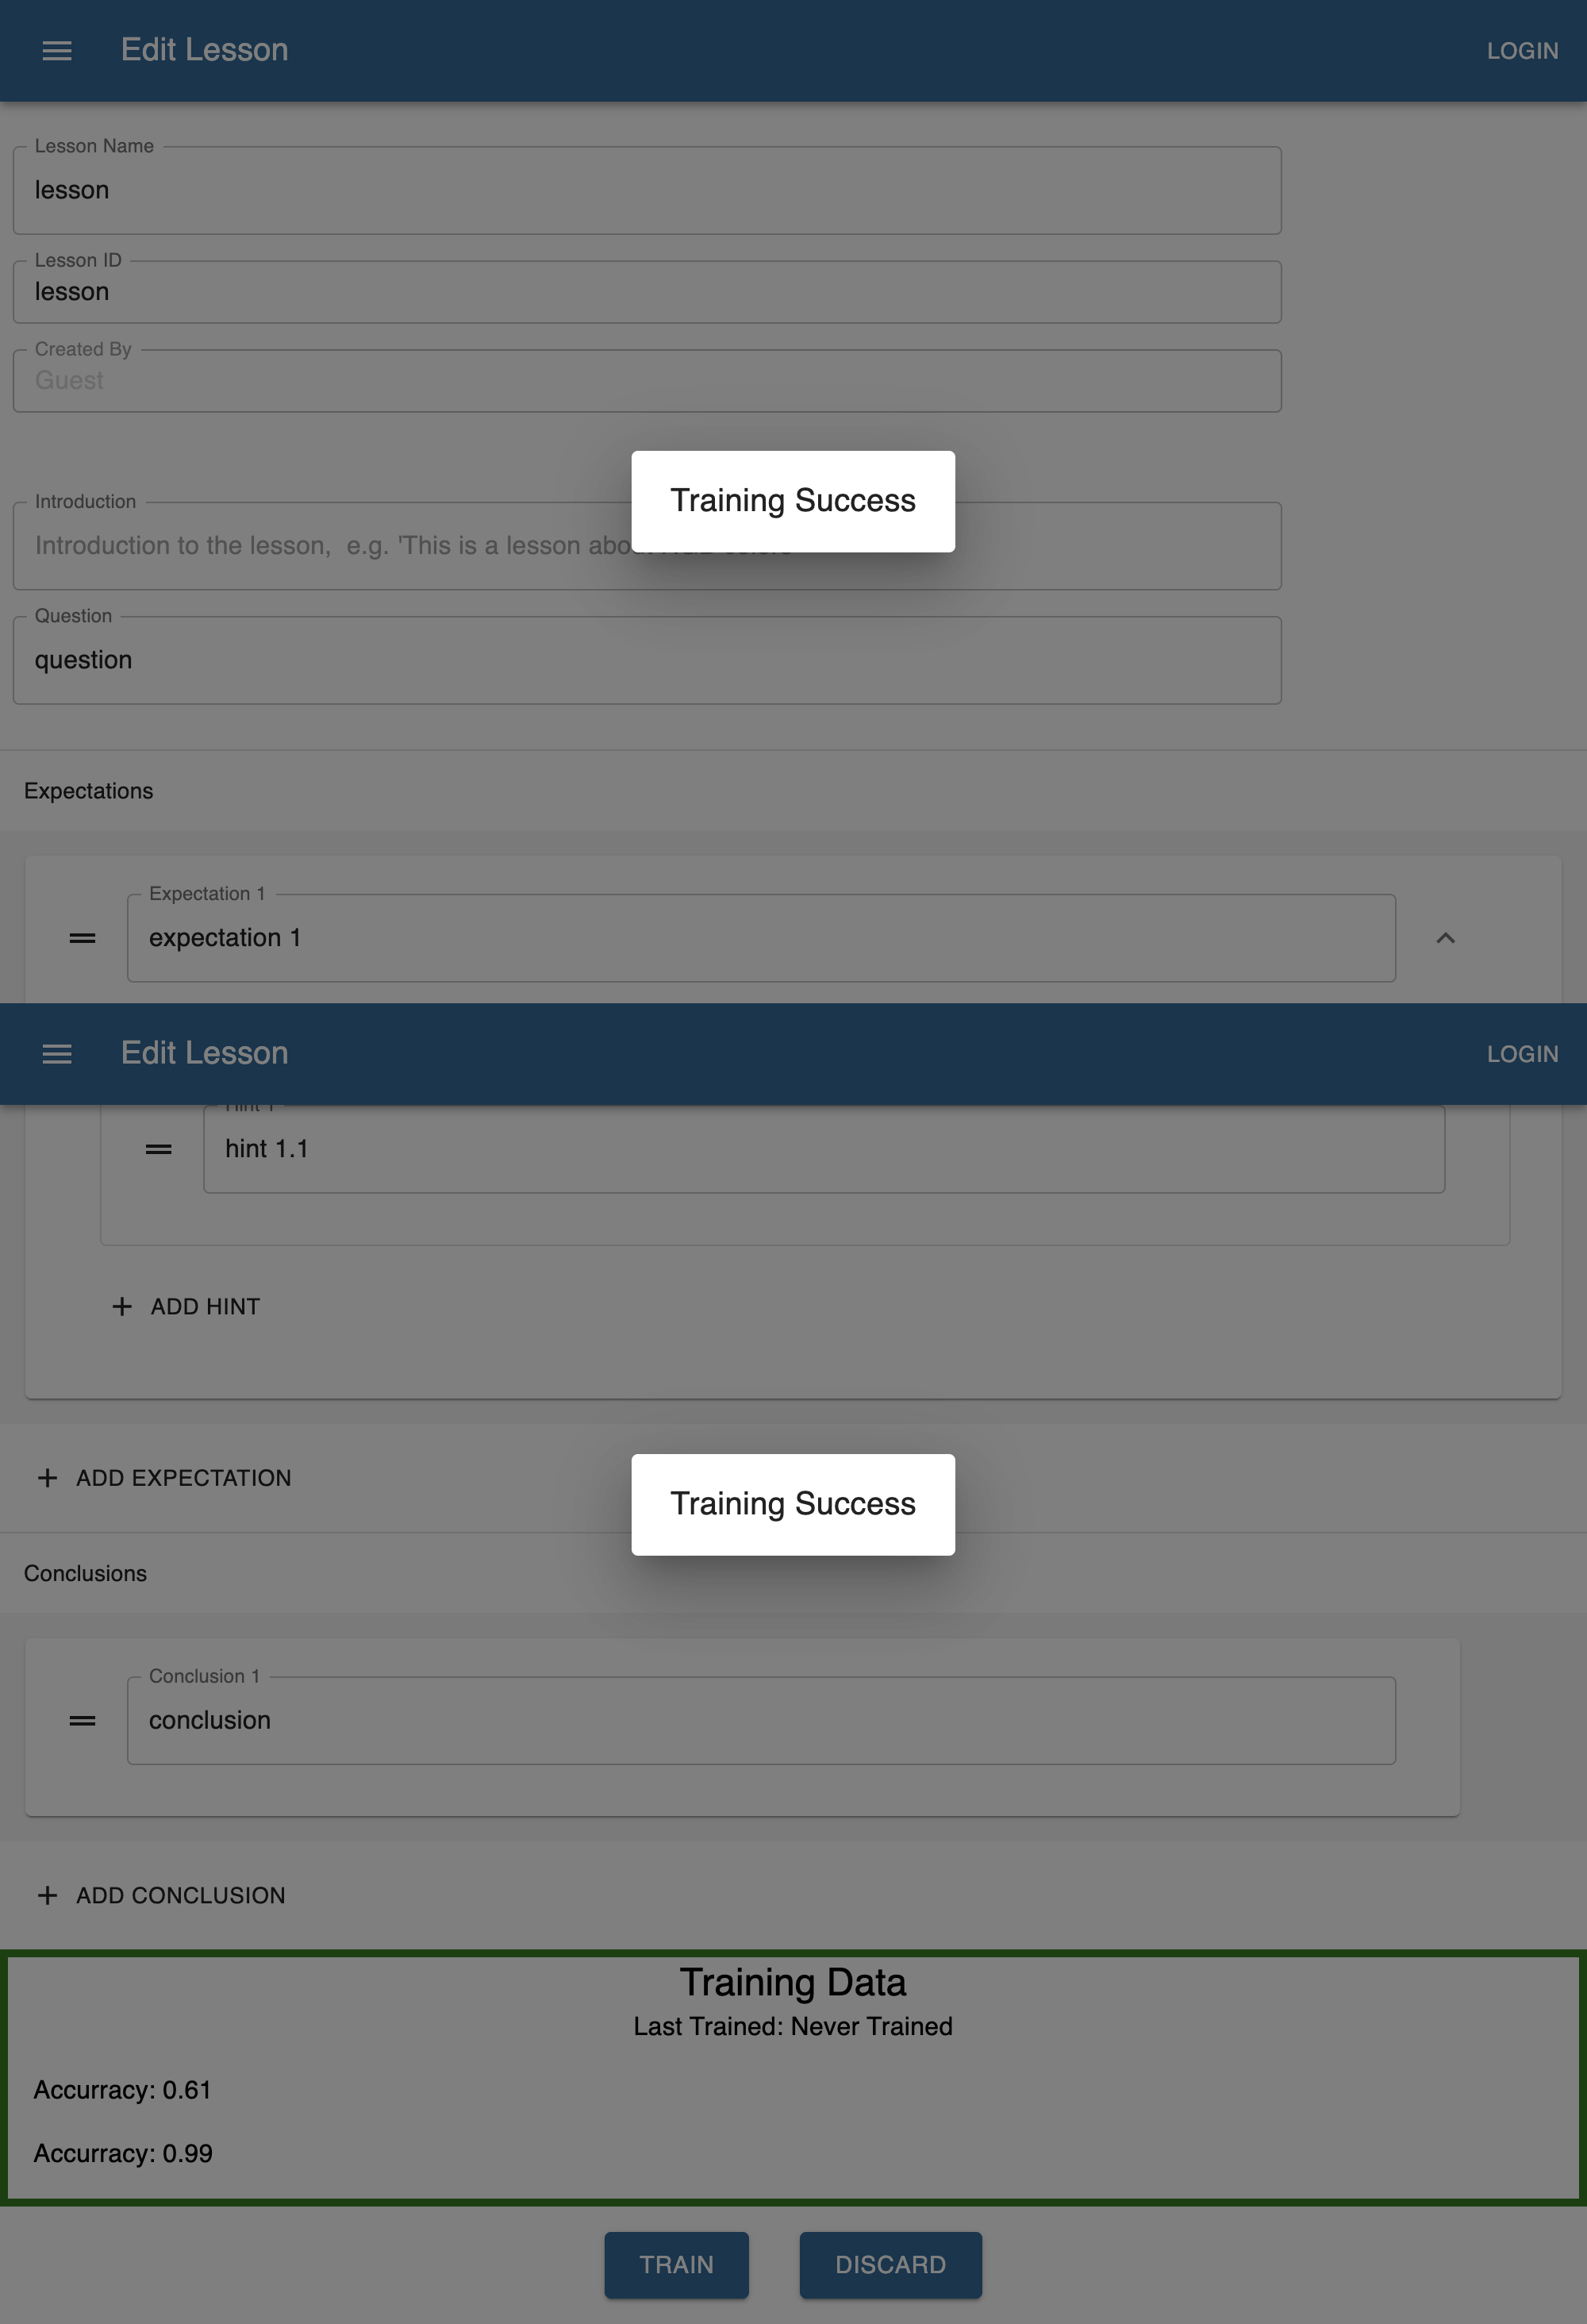 Edit Lesson
LOGIN
Lesson Name
lesson
Lesson ID
lesson
Created By
Guest
Training Success
Introduction
Introduction to the lesson, e.g. 'This is a lesson
Question
question
Expectations
Expectation 1
expectation 1
Edit Lesson
LOGIN
Hint 1
hint 1.1
ADD HINT
ADD EXPECTATION
Training Success
Conclusions
Conclusion 1
conclusion
ADD CONCLUSION
Training Data
Last Trained: Never Trained
Accurracy: 0.61
Accurracy: 0.99
TRAIN
DISCARD